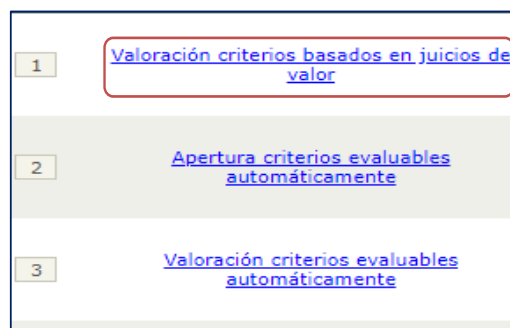 1
Valoración criterios basados en juicios de
valor
2
Apertura criterios evaluables
automáticamente
3
Valoración criterios evaluables
automáticamente